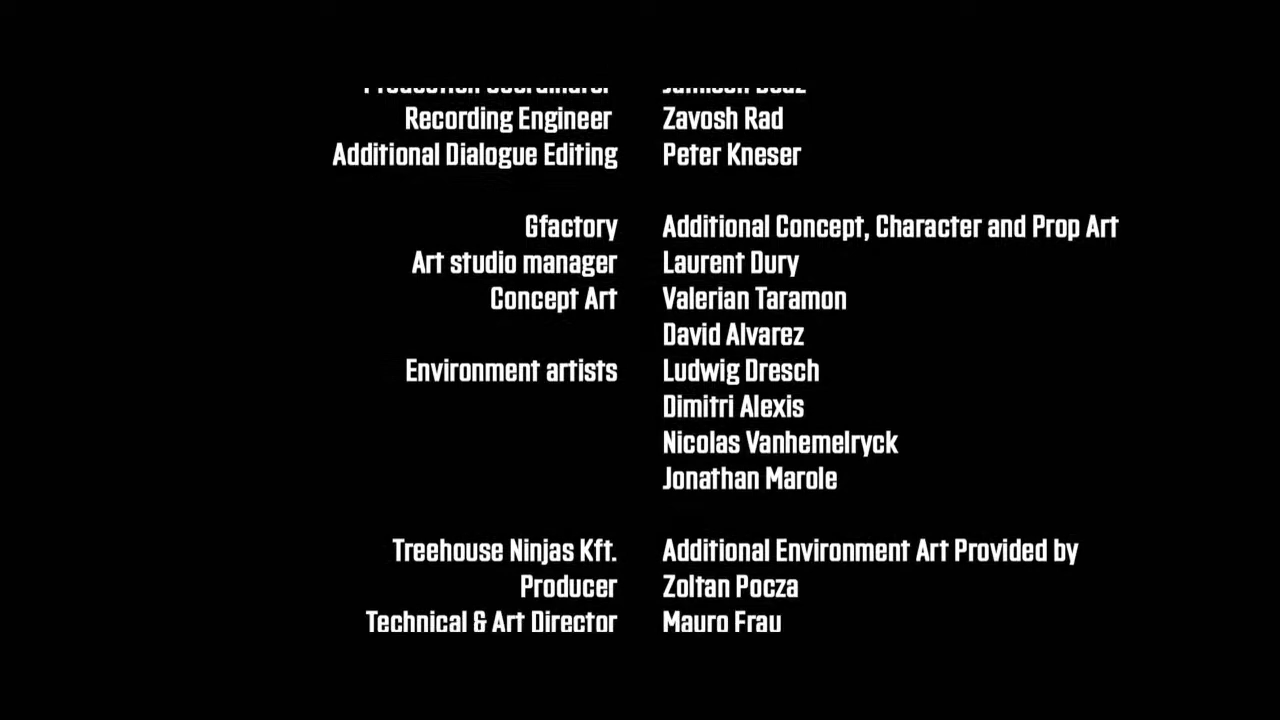 Production Coordinator
Recording Engineer Zavosh Rad
Additional Dialogue Editing Peter Kneser
Gfactory Additional Concept, Character and Prop Art
Art studio manager Laurent Dury
Concept Art Valerian Taramon
David Alvarez
Environment artists Ludwig Dresch
Dimitri Alexis
Nicolas Vanhemelryck
Jonathan Marole
Treehouse Ninjas Kft. Additional Environment Art Provided by
Producer Zoltan Pocza
Technical & Art Director Mauro Frau